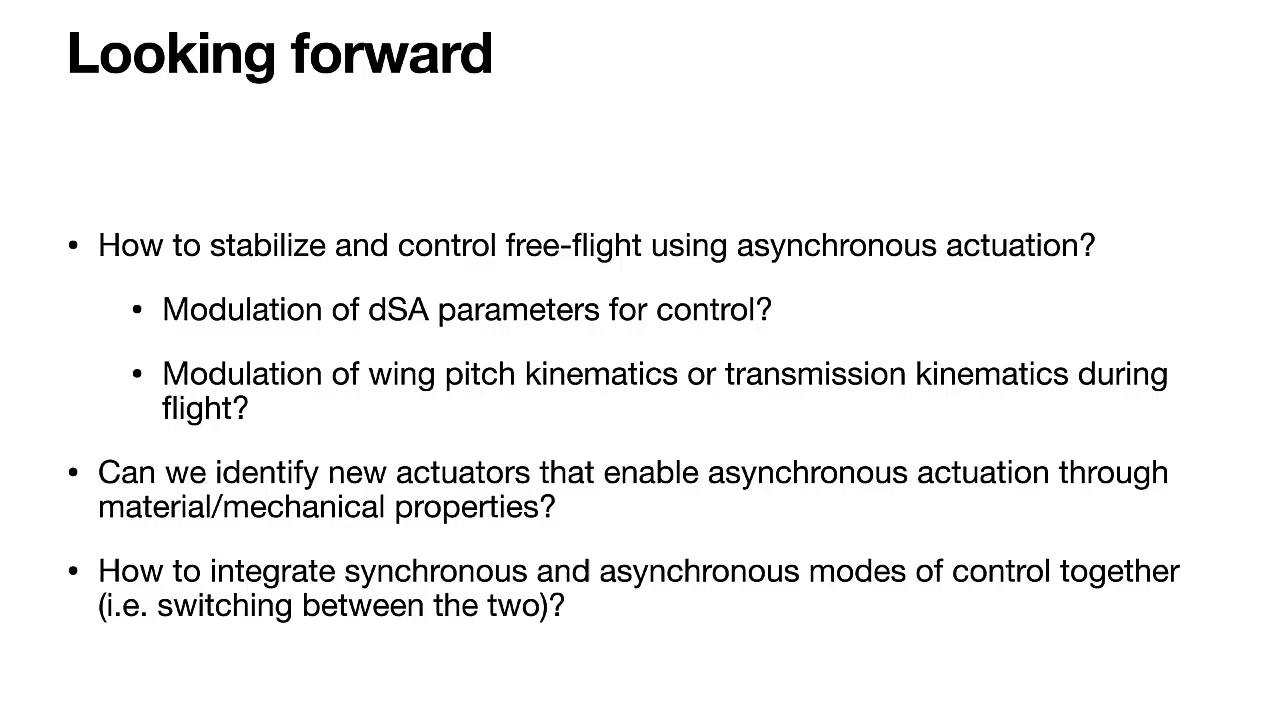 Looking forward
• How to stabilize and control free-flight using asynchronous actuation?
• Modulation of dSA parameters for control?
• Modulation of wing pitch kinematics or transmission kinematics during
flight?
• Can we identify new actuators that enable asynchronous actuation through
material/mechanical properties?
• How to integrate synchronous and asynchronous modes of control together
(i.e. switching between the two)?